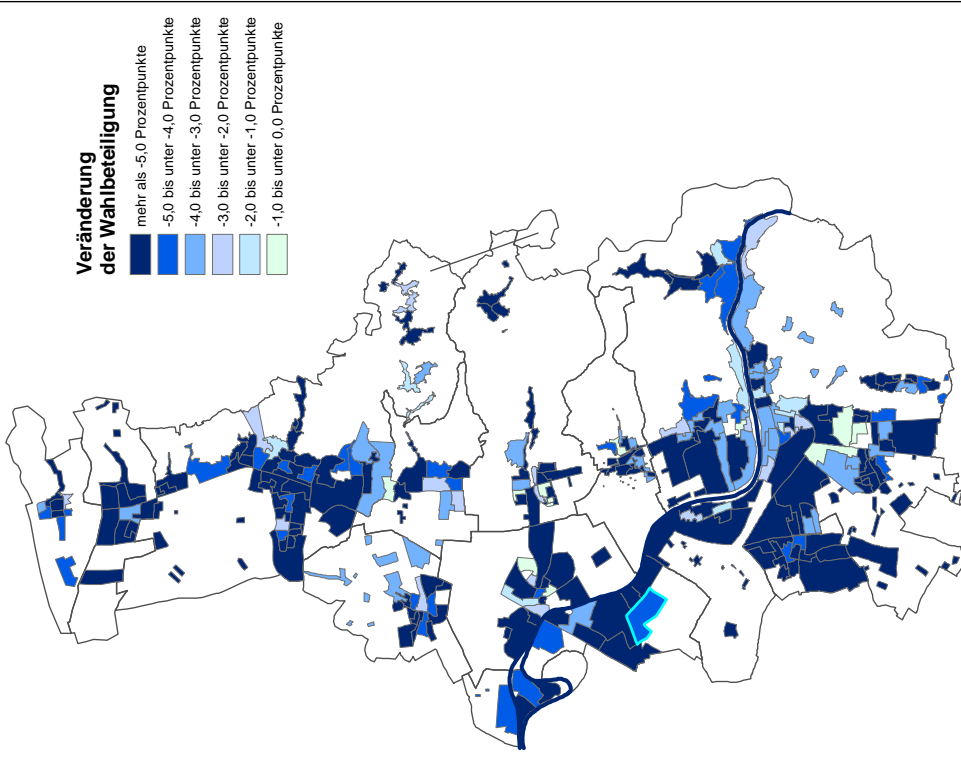 Veränderung
der Wahlbeteiligung
mehr als -5,0 Prozentpunkte
-5,0 bis unter -4,0 Prozentpunkte
-4,0 bis unter -3,0 Prozentpunkte
-3,0 bis unter -2,0 Prozentpunkte
-2,0 bis unter -1,0 Prozentpunkte
-1,0 bis unter 0,0 Prozentpunkte